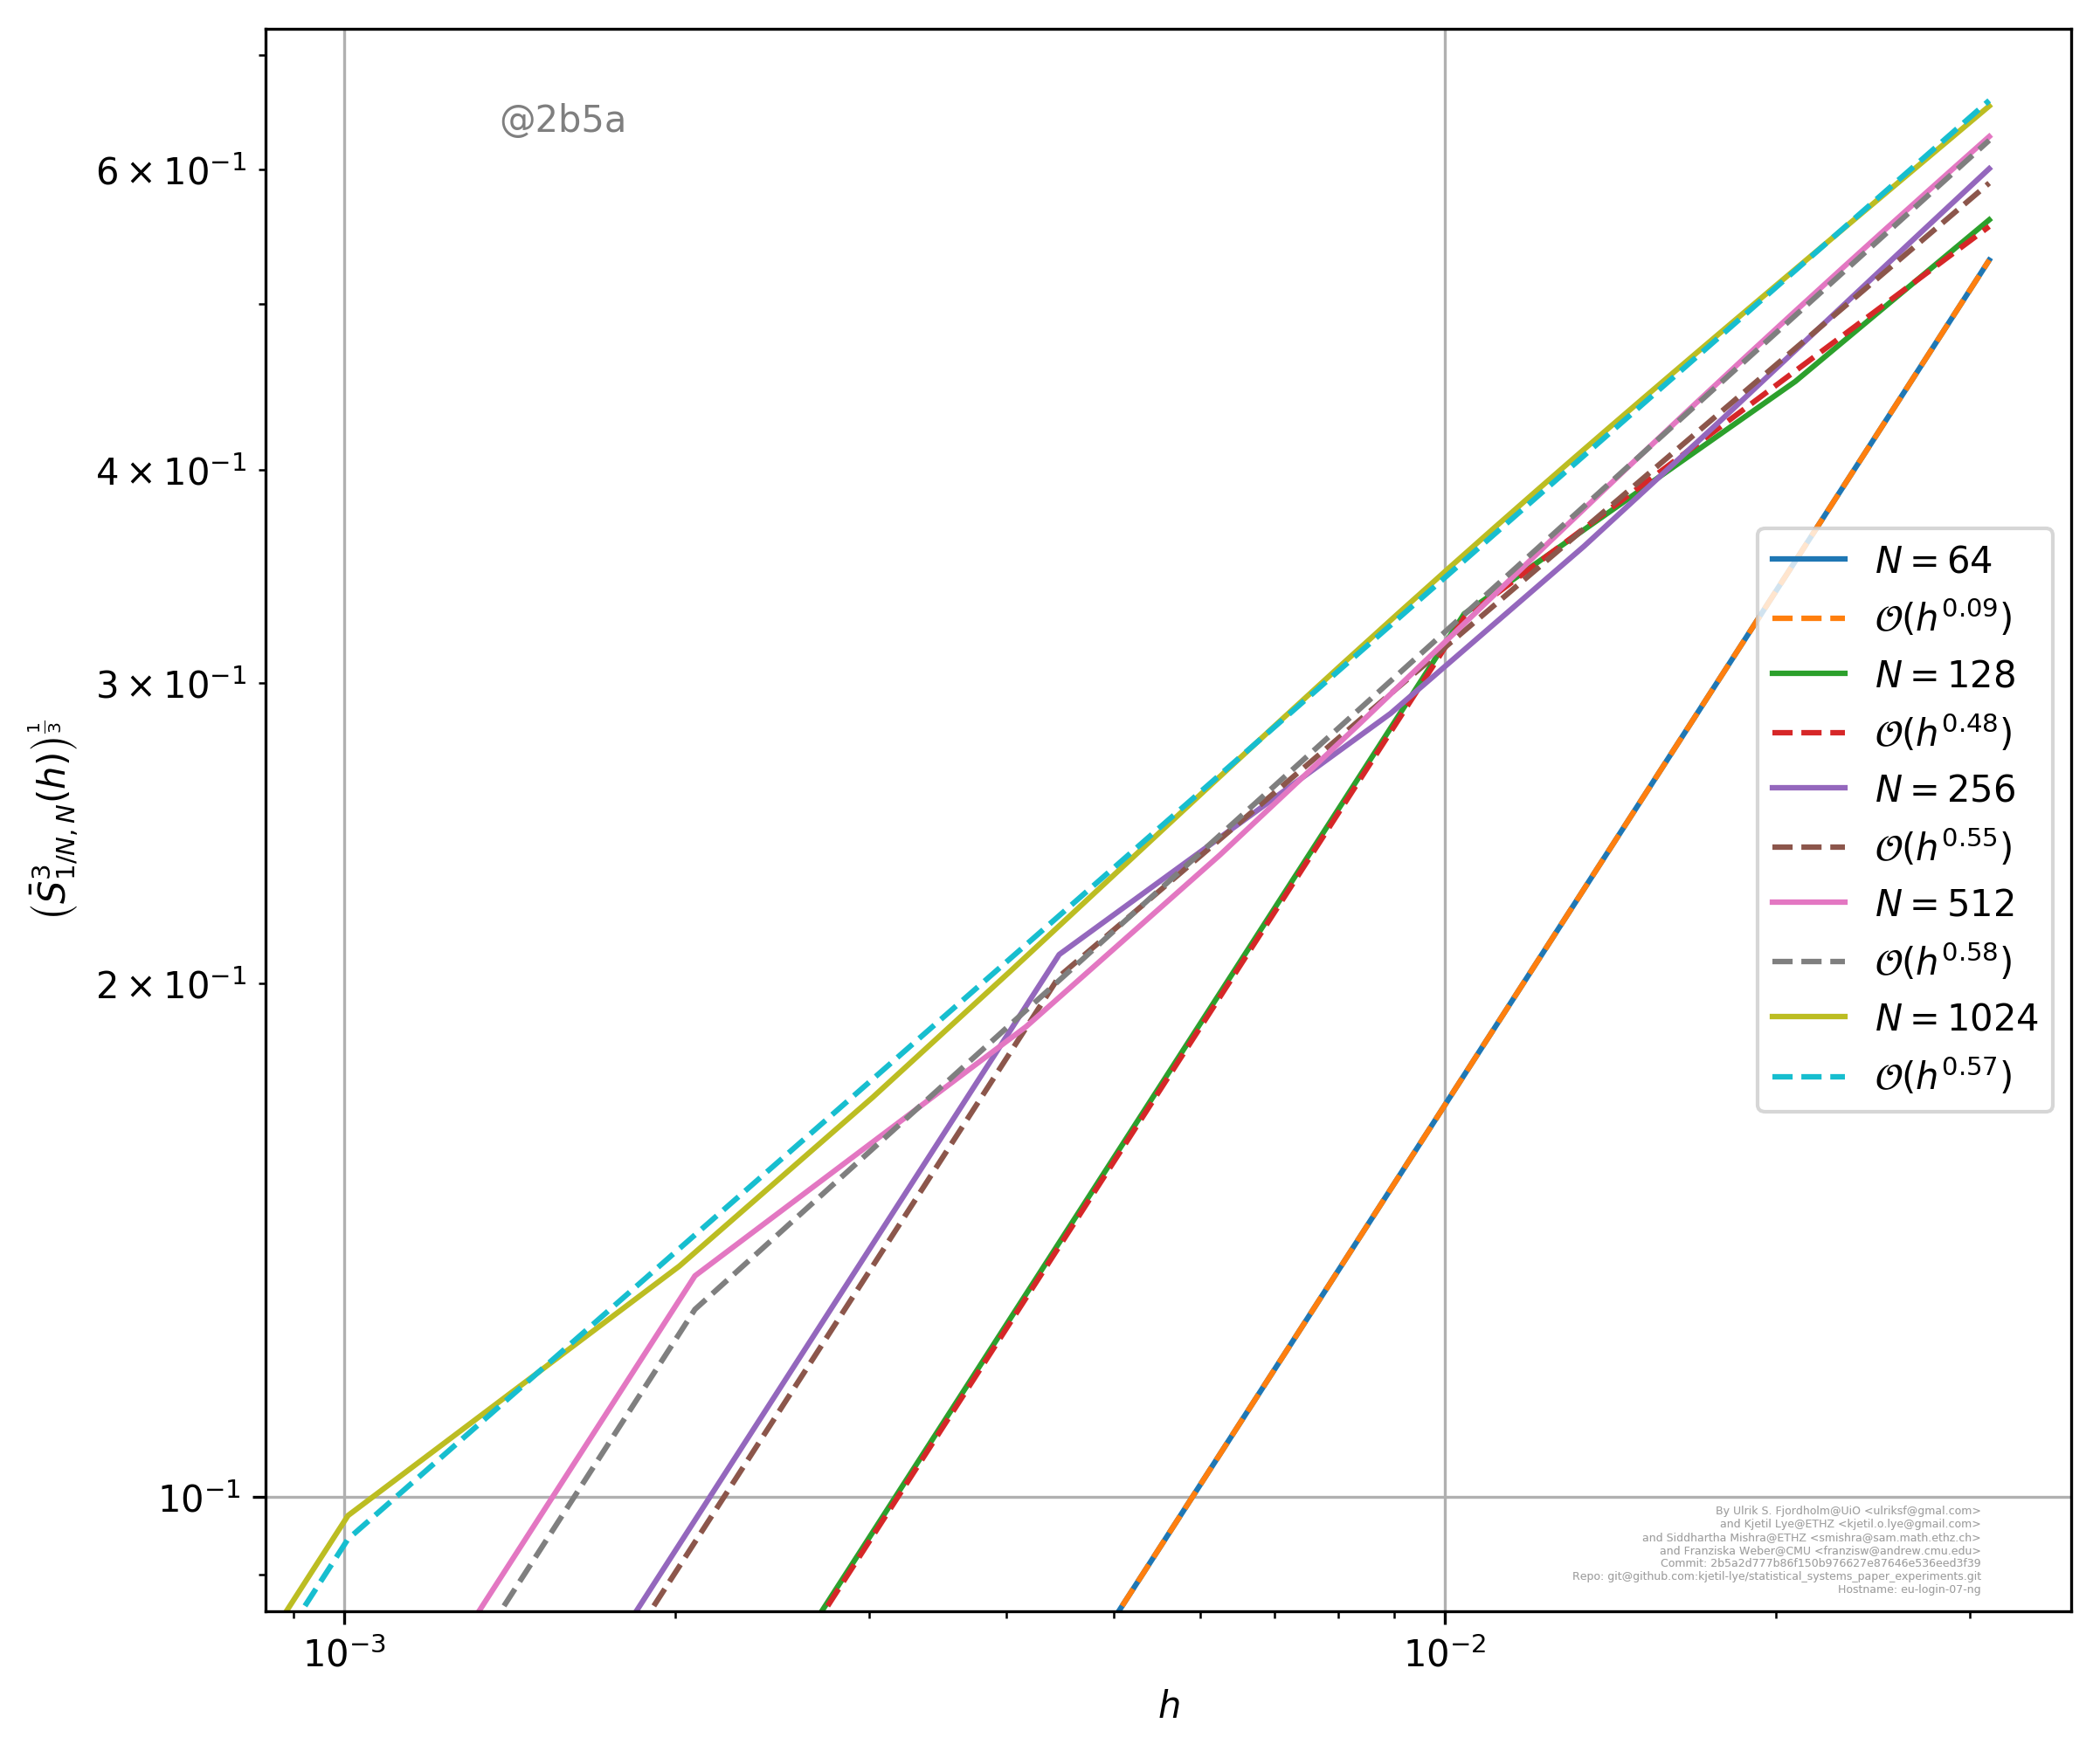 @2b5a
6 × 10⁻¹
4 × 10⁻¹
3 × 10⁻¹
2 × 10⁻¹
10⁻¹
(S̄³₁/N, N(h))^(1/3)
N = 64
𝒪(h^0.09)
N = 128
𝒪(h^0.48)
N = 256
𝒪(h^0.55)
N = 512
𝒪(h^0.58)
N = 1024
𝒪(h^0.57)
By Ulrik S. Fjordholm@UiO <ulriksf@gmal.com>
and Kjetil Lye@ETHZ <kjetil.o.lye@gmail.com>
and Siddhartha Mishra@ETHZ <smishra@sam.math.ethz.ch>
and Franziska Weber@CMU <franzisw@andrew.cmu.edu>
Commit: 2b5a2d777b86f150b976627e87646e536eed3f39
Repo: git@github.com:kjetil-lye/statistical_systems_paper_experiments.git
Hostname: eu-login-07-ng
10⁻³
10⁻²
h